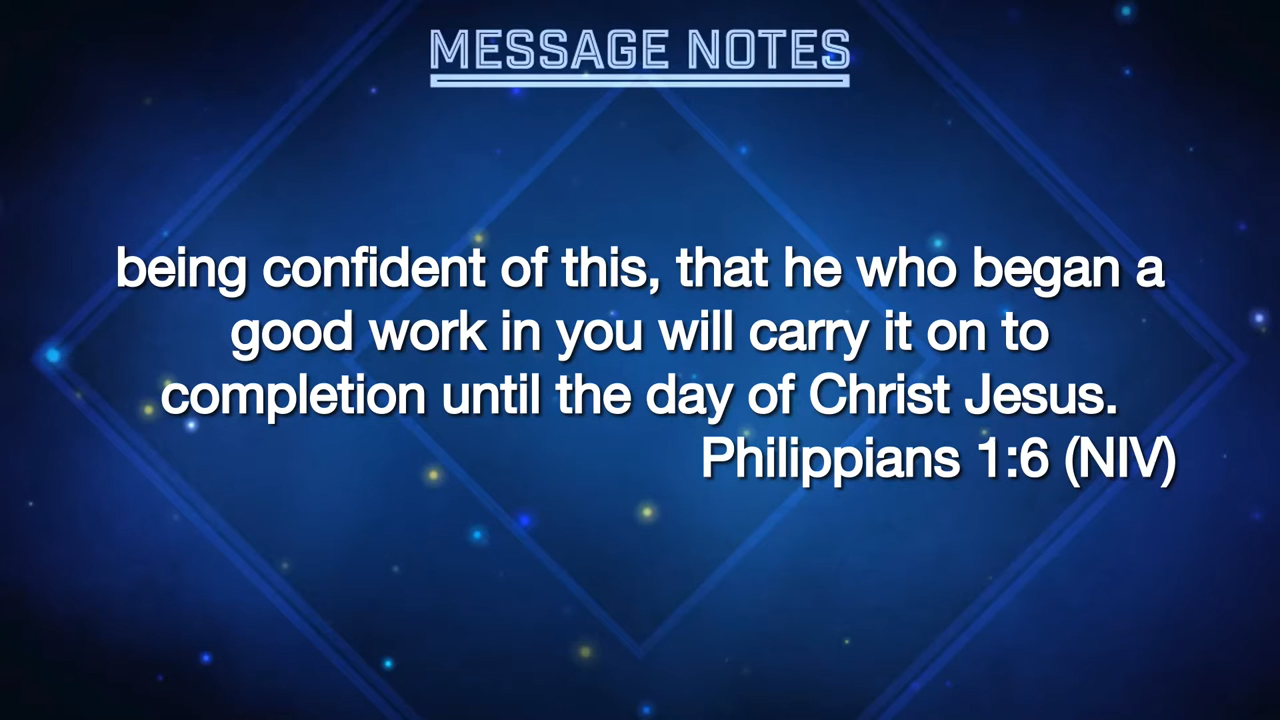 MESSAGE NOTES
being confident of this, that he who began a
good work in you will carry it on to
completion until the day of Christ Jesus.
Philippians 1:6 (NIV)